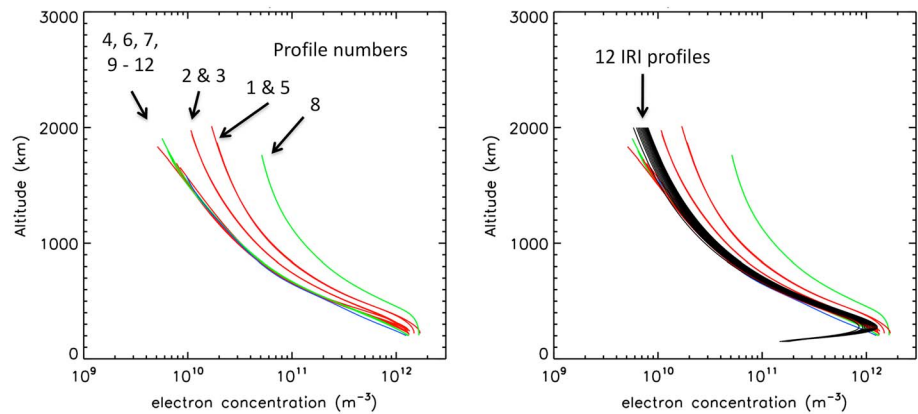 3000
2000
1000
0
Altitude (km)
4, 6, 7,
9 - 12
2 & 3
Profile numbers
1 & 5
8
10⁹
10¹⁰
10¹¹
10¹²
electron concentration (m⁻³)
3000
2000
1000
0
Altitude (km)
12 IRI profiles
10⁹
10¹⁰
10¹¹
10¹²
electron concentration (m⁻³)